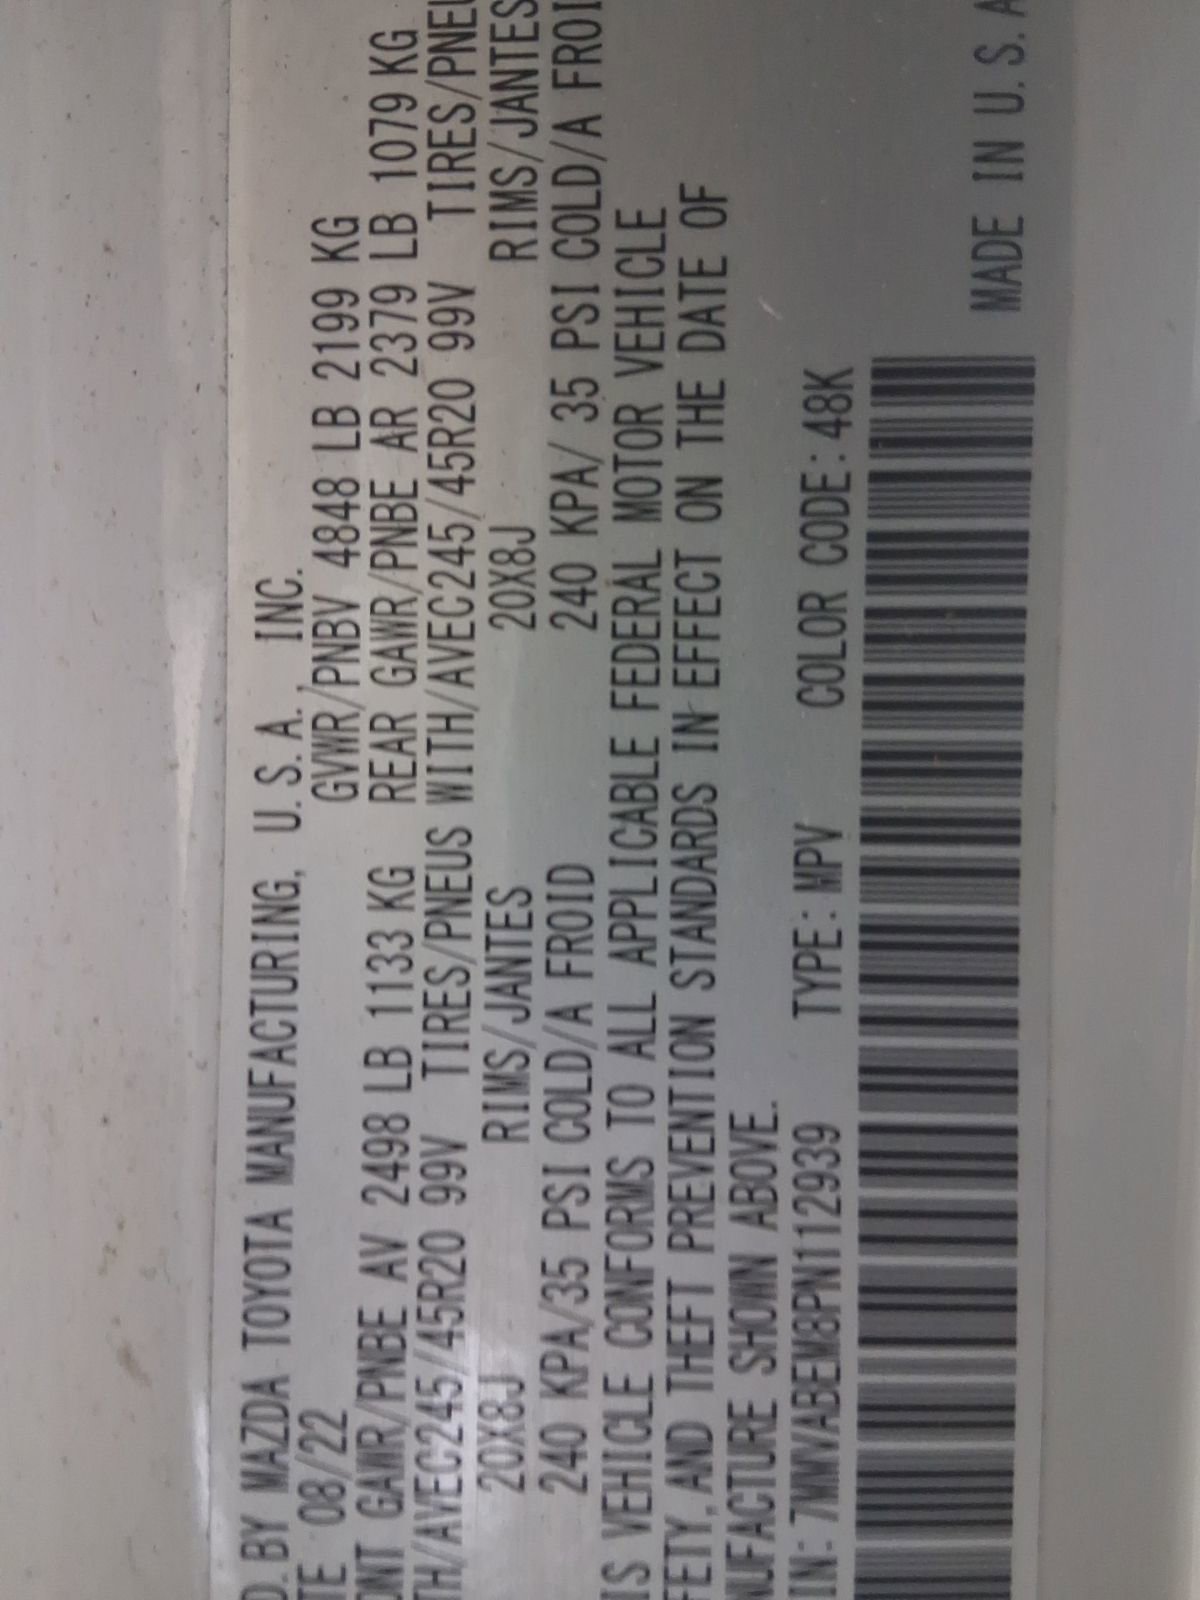 D.BY MAZDA TOYOTA MANUFACTURING, U.S.A., INC.
TE 08/22 GVWR/PNBV 4848 LB 2199 KG
ONT GAWR/PNBE AV 2498 LB 1133 KG REAR GAWR/PNBE AR 2379 LB 1079 KG
TH/AVEC245/45R20 99V TIRES/PNEUS WITH/AVEC245/45R20 99V TIRES/PNEU
20X8J RIMS/JANTES 20X8J RIMS/JANTES
240 KPA/35 PSI COLD/A FROID 240 KPA/ 35 PSI COLD/A FROI
IS VEHICLE CONFORMS TO ALL APPLICABLE FEDERAL MOTOR VEHICLE
FETY, AND THEFT PREVENTION STANDARDS IN EFFECT ON THE DATE OF
NUFACTURE SHOWN ABOVE.
IN: 7MMVABEM8PN112939 TYPE: MPV COLOR CODE: 48K
MADE IN U.S.A